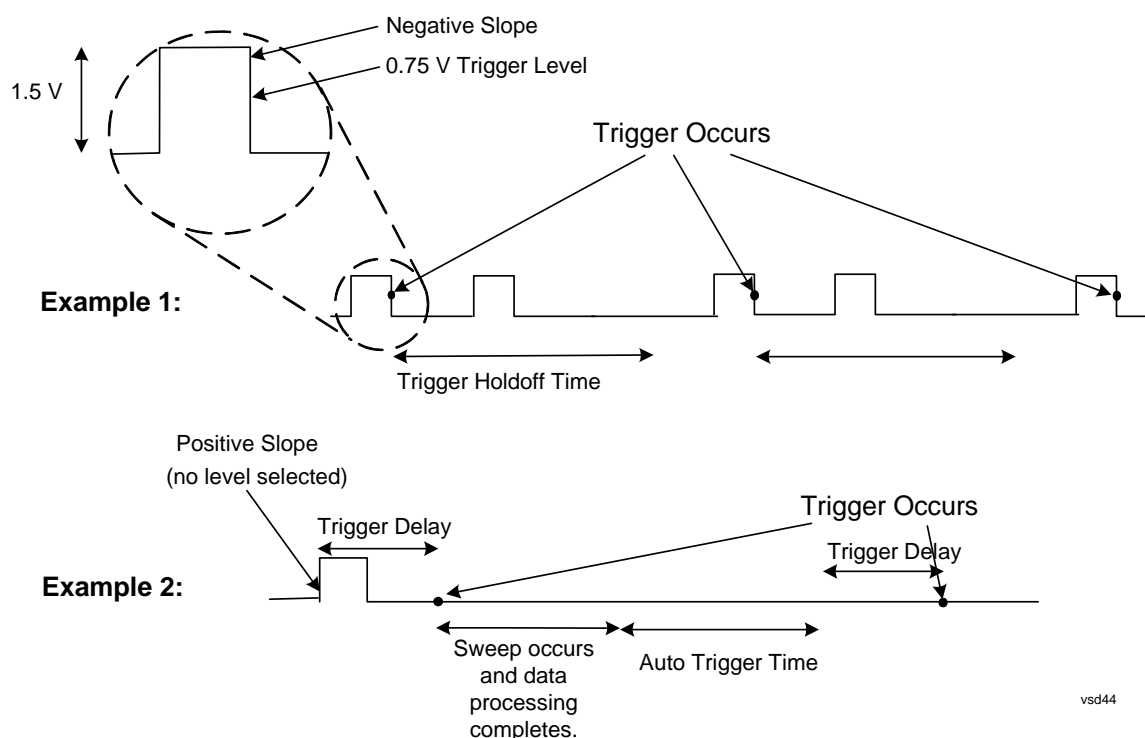 Negative Slope
0.75 V Trigger Level
1.5 V
Trigger Occurs
Example 1:
Trigger Holdoff Time
Positive Slope
(no level selected)
Trigger Delay
Trigger Occurs
Trigger Delay
Example 2:
Sweep occurs
and data
processing
completes.
Auto Trigger Time
vsd44